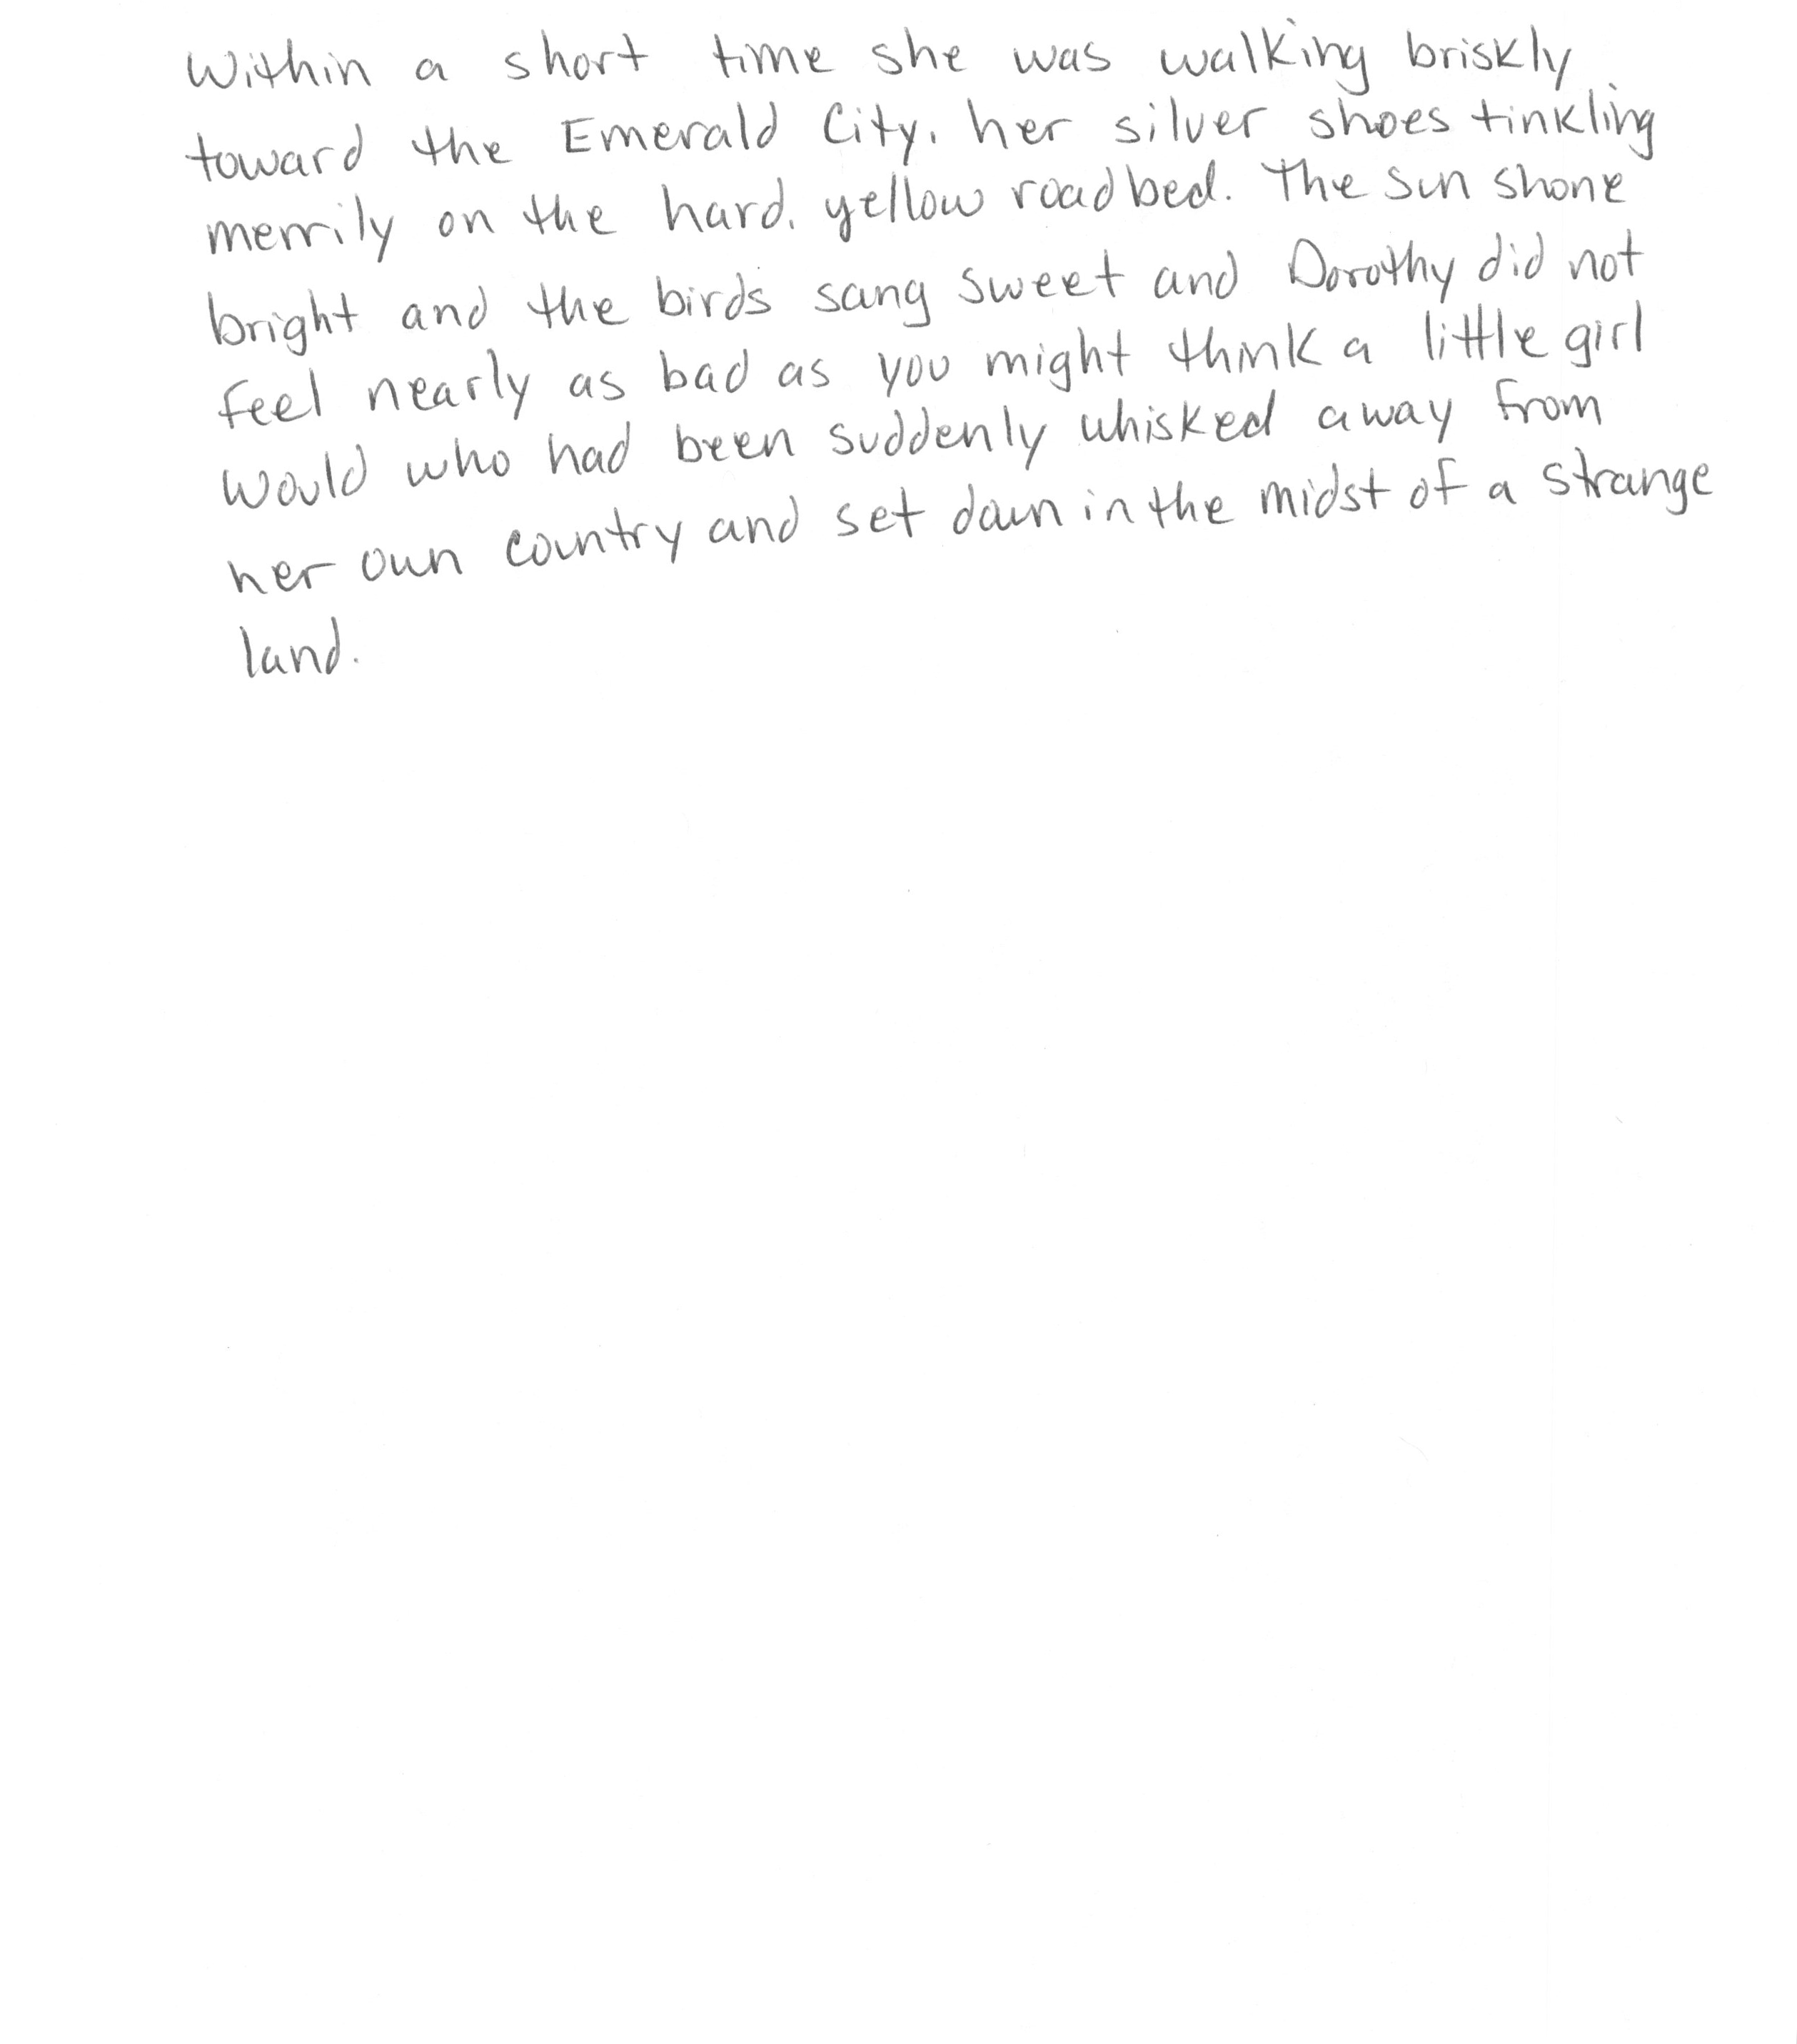 Within a short time she was walking briskly
toward the Emerald City, her silver shoes tinkling
merrily on the hard, yellow roadbed. The sun shone
bright and the birds sang sweet and Dorothy did not
feel nearly as bad as you might think a little girl
would who had been suddenly whisked away from
her own country and set down in the midst of a strange
land.